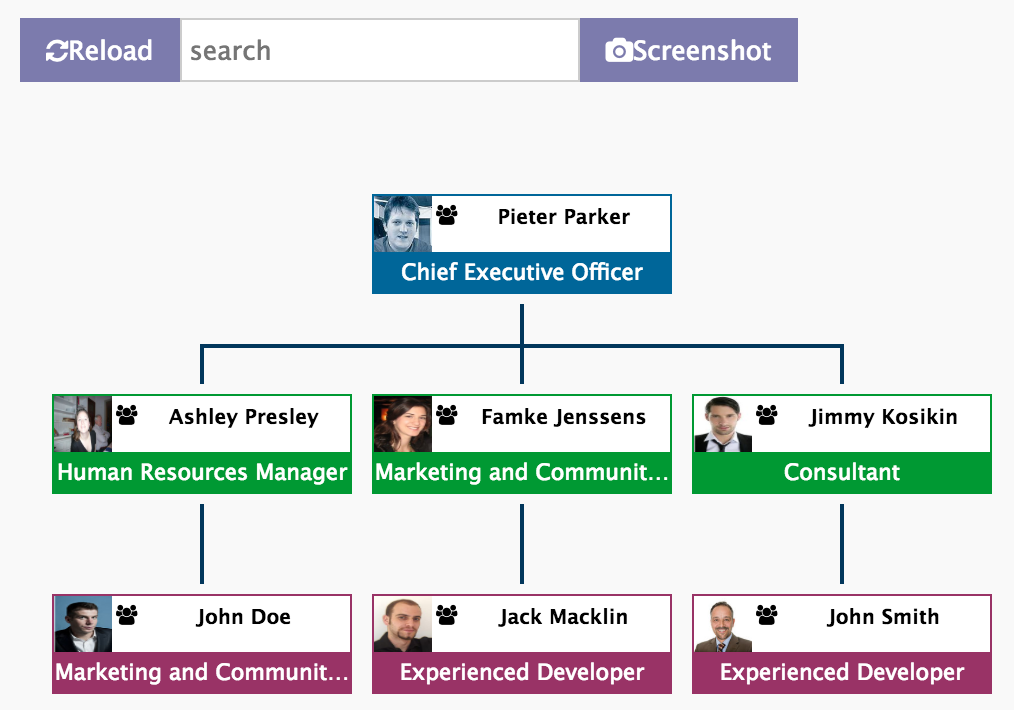 Reload search Screenshot
Pieter Parker
Chief Executive Officer
Ashley Presley
Human Resources Manager
Famke Jenssens
Marketing and Communit…
Jimmy Kosikin
Consultant
John Doe
Marketing and Communit…
Jack Macklin
Experienced Developer
John Smith
Experienced Developer